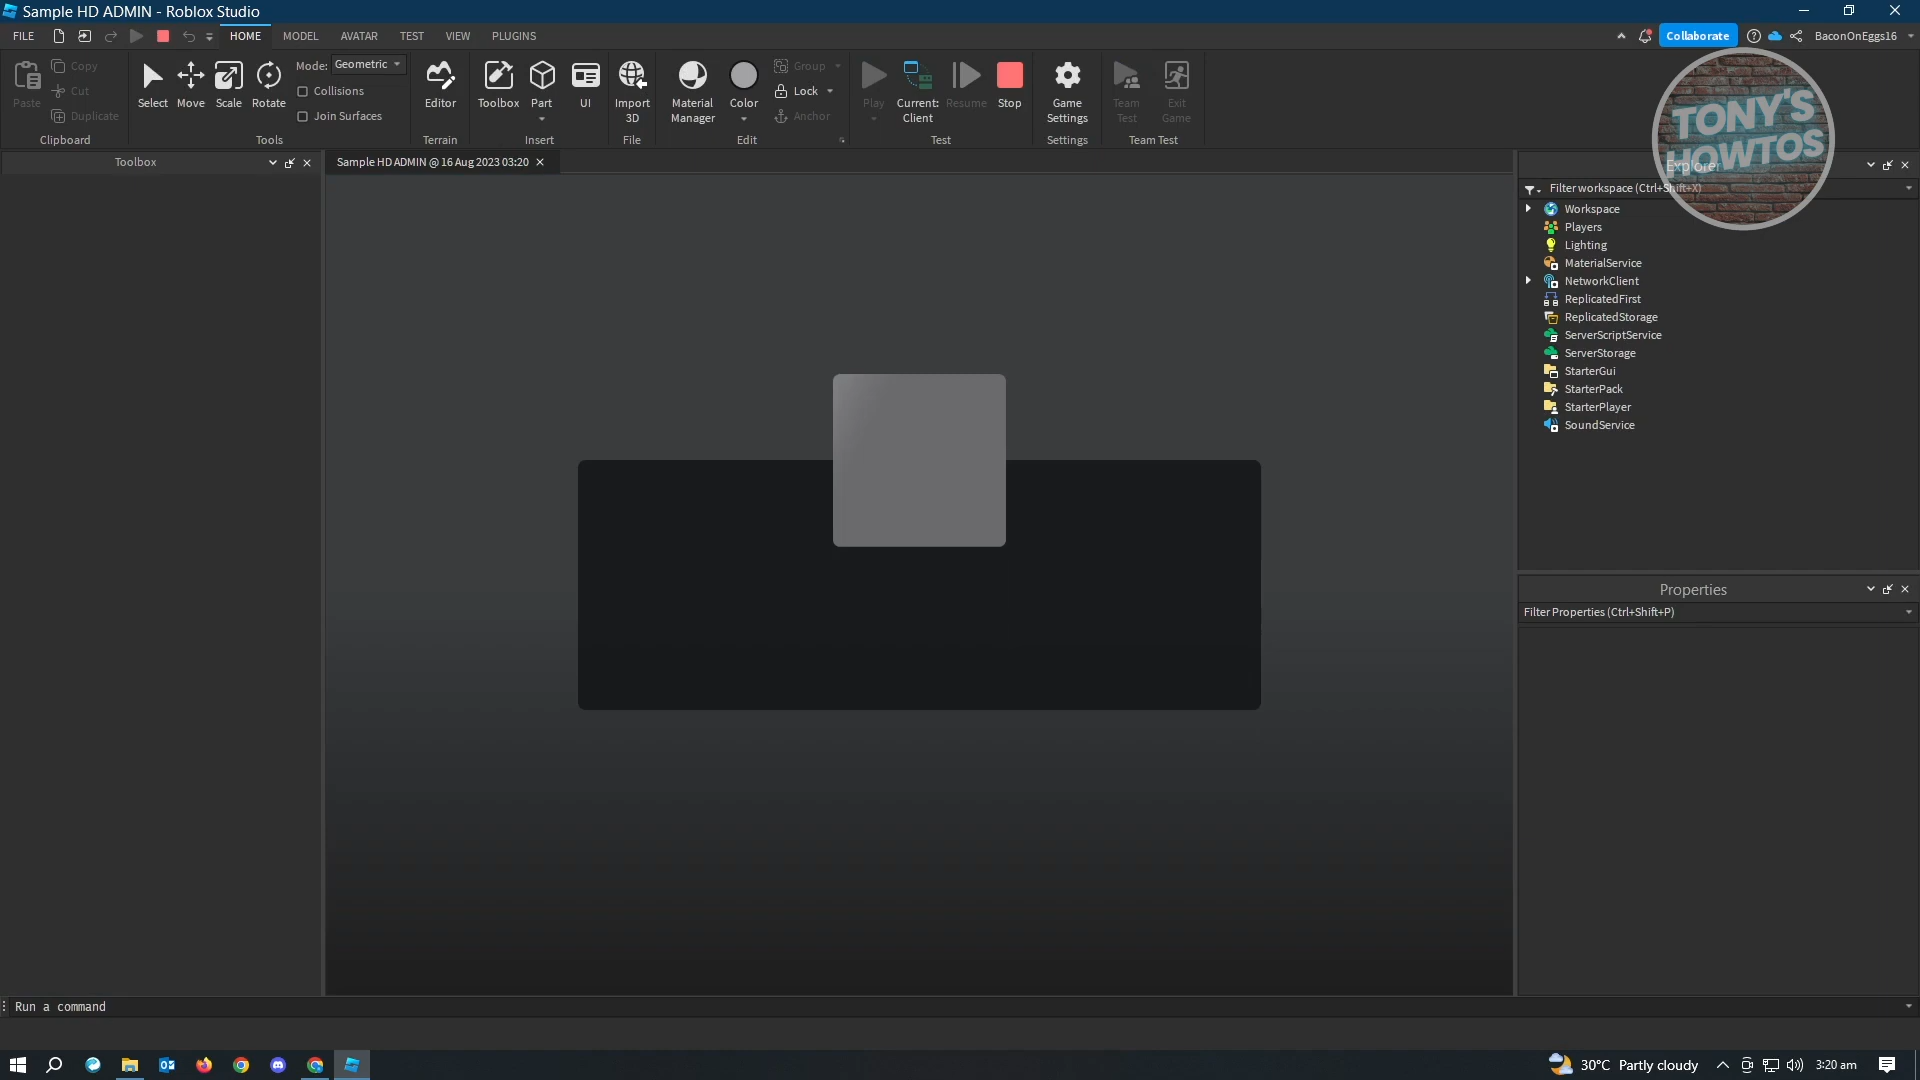 Sample HD ADMIN - Roblox Studio
FILE HOME MODEL AVATAR TEST VIEW PLUGINS Collaborate BaconOnEggs16
Paste Copy Cut Duplicate
Clipboard
Select Move Scale Rotate
Mode: Geometric
Collisions
Join Surfaces
Tools
Editor
Terrain
Toolbox Part UI
Insert
Import 3D
File
Material Manager
Color
Group
Lock
Anchor
Edit
Play
Current: Client
Resume
Stop
Test
Game Settings
Settings
Team Test
Exit Game
Team Test
TONY'S
HOWTOS
Toolbox
Sample HD ADMIN @ 16 Aug 2023 03:20
Explorer
Filter workspace (Ctrl+Shift+X)
Workspace
Players
Lighting
MaterialService
NetworkClient
ReplicatedFirst
ReplicatedStorage
ServerScriptService
ServerStorage
StarterGui
StarterPack
StarterPlayer
SoundService
Properties
Filter Properties (Ctrl+Shift+P)
Run a command
30°C Partly cloudy 3:20 am